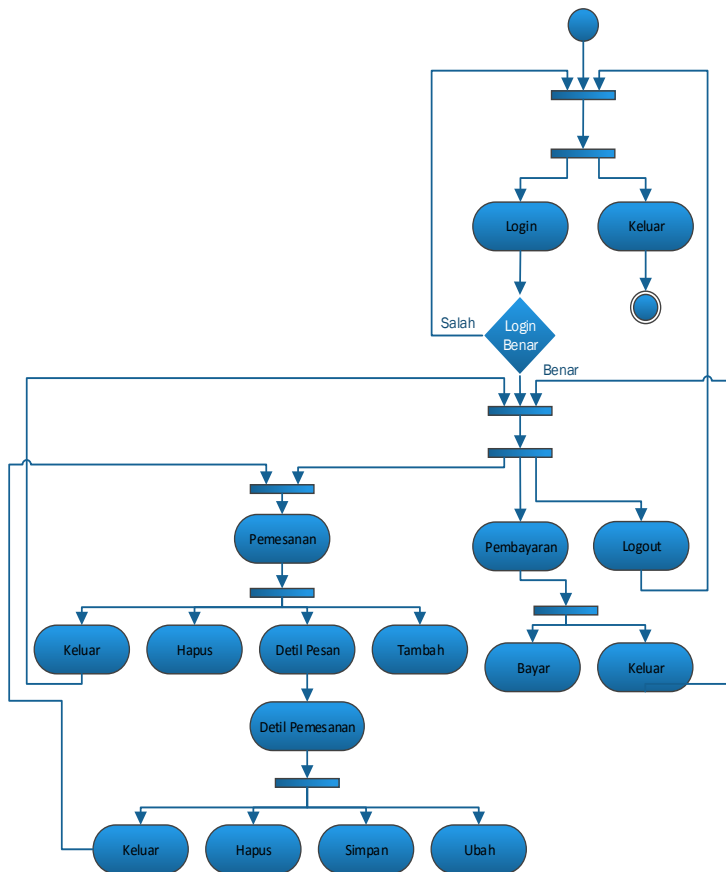 Login
Keluar
Salah
Login
Benar
Benar
Pemesanan
Pembayaran
Logout
Keluar
Hapus
Detil Pesan
Tambah
Bayar
Keluar
Detil Pemesanan
Keluar
Hapus
Simpan
Ubah